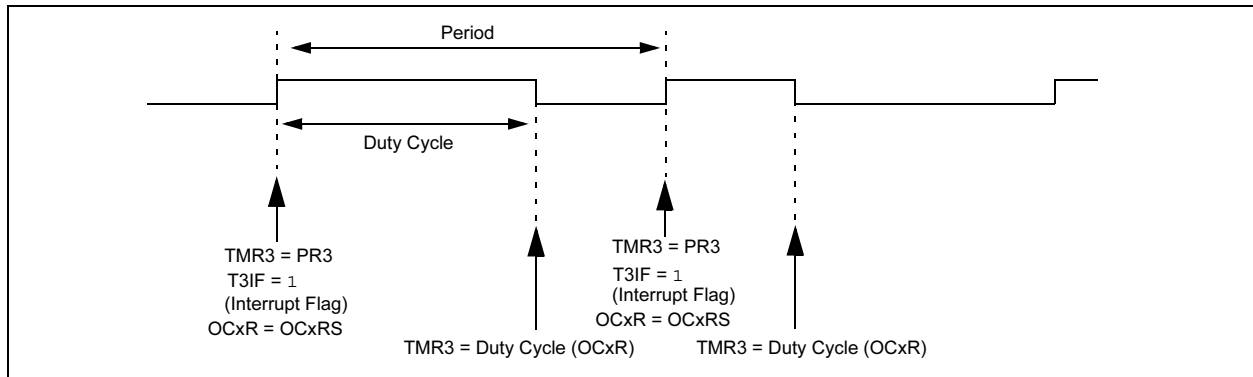 Period
Duty Cycle
TMR3 = PR3
T3IF = 1
(Interrupt Flag)
OCxR = OCxRS
TMR3 = Duty Cycle (OCxR)
TMR3 = PR3
T3IF = 1
(Interrupt Flag)
OCxR = OCxRS
TMR3 = Duty Cycle (OCxR)